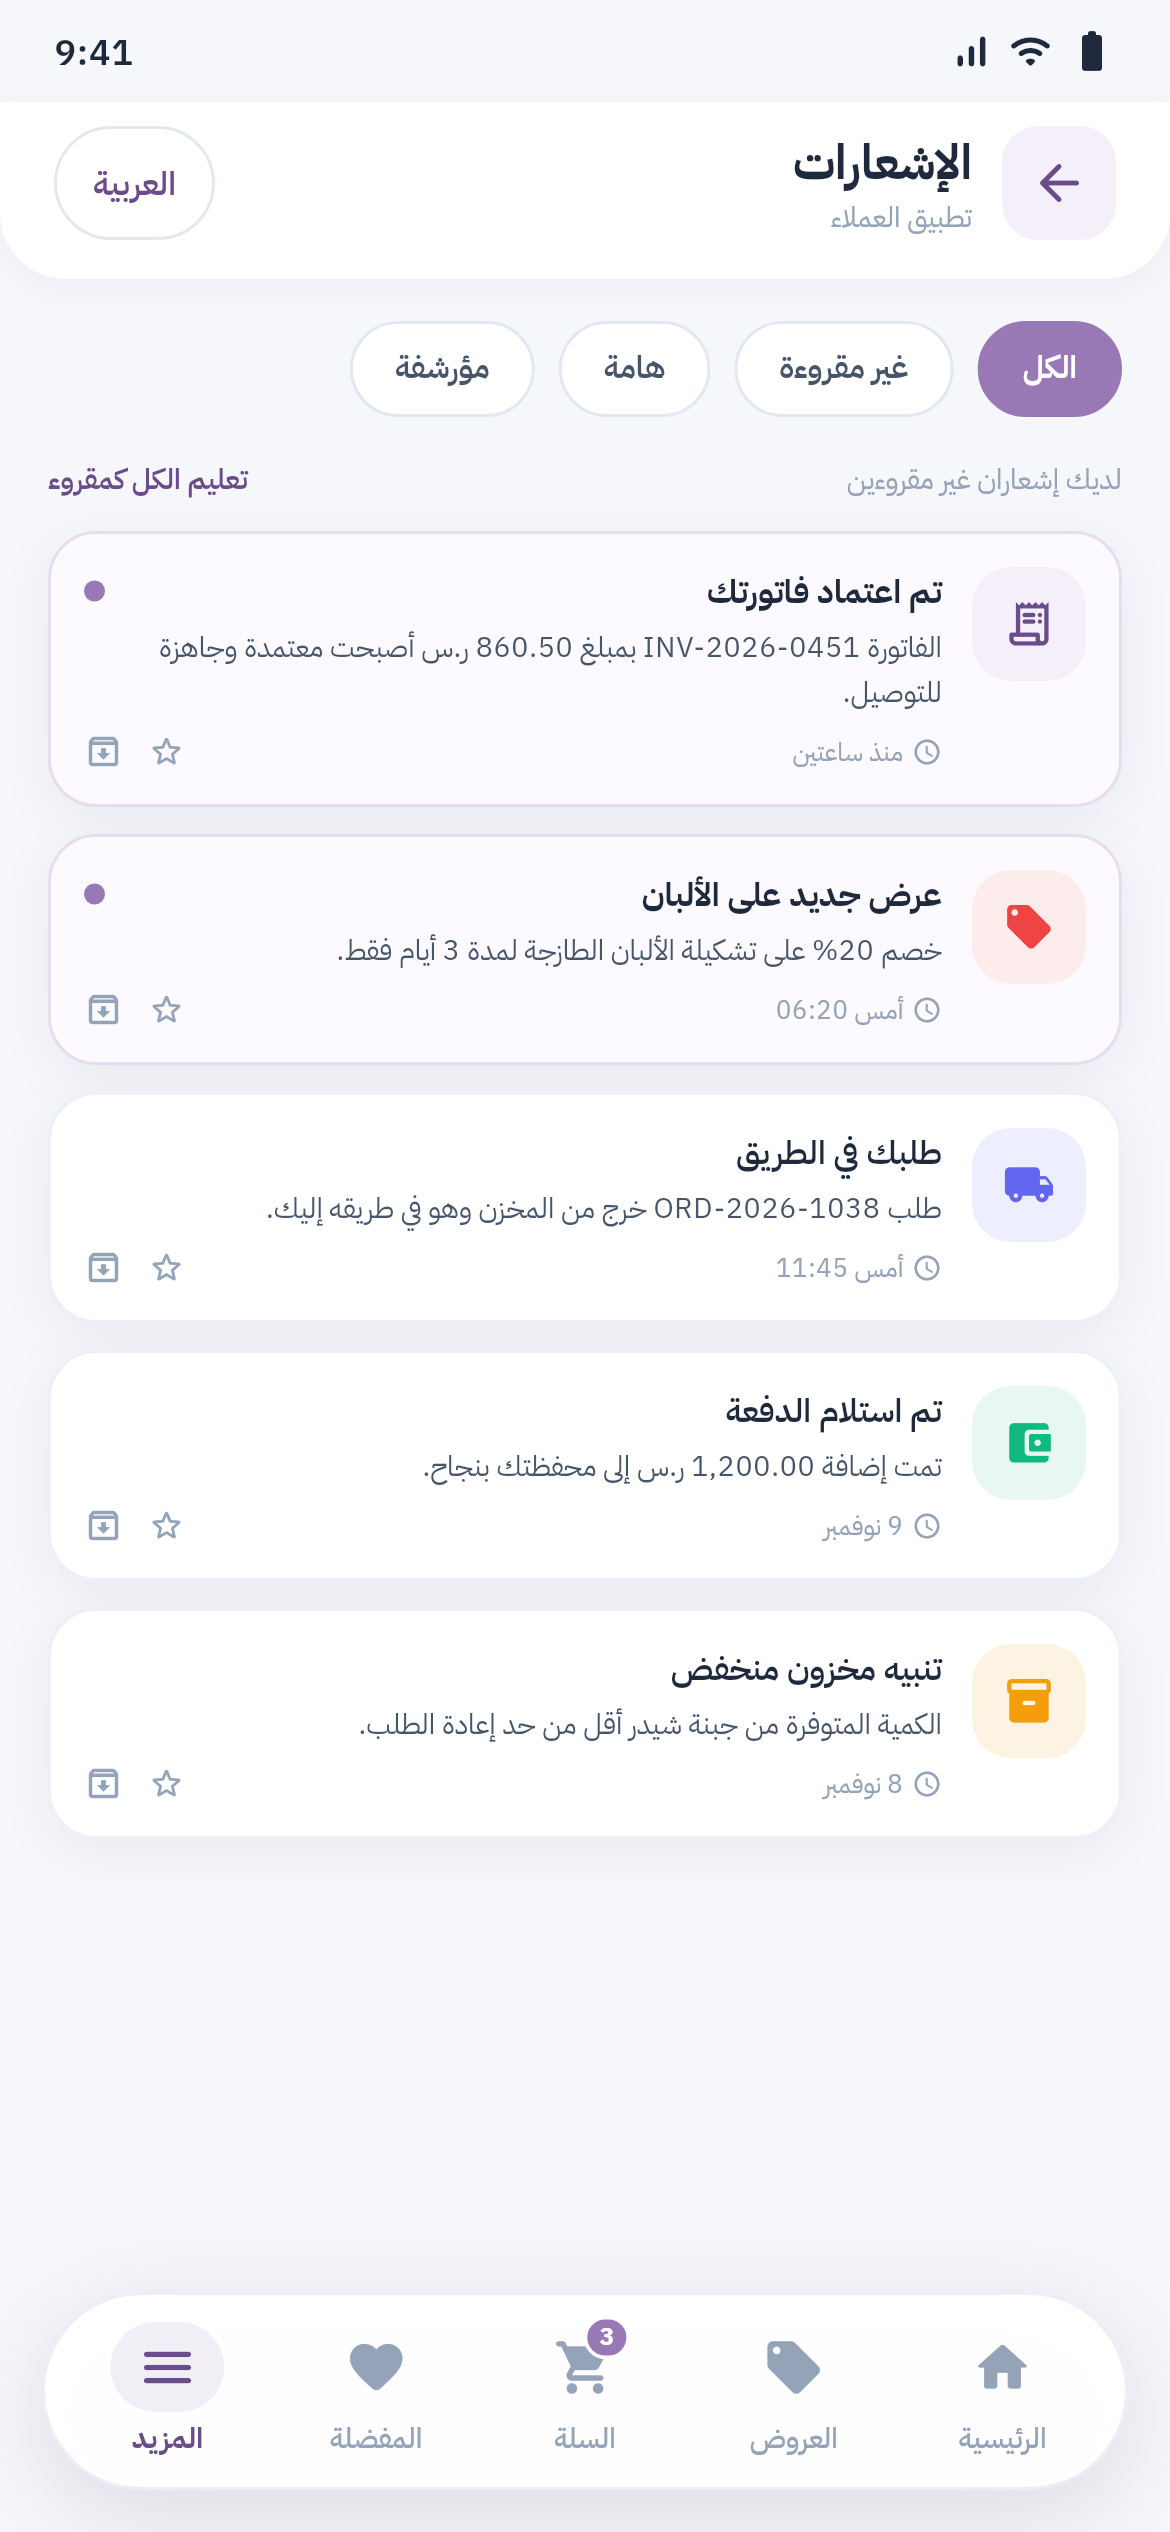 9:41
الإشعارات
تطبيق العملاء
العربية
الكل
غير مقروءة
هامة
مؤرشفة
لديك إشعاران غير مقروءين
تعليم الكل كمقروء
تم اعتماد فاتورتك
الفاتورة INV-2026-0451 بمبلغ 860.50 ر.س أصبحت معتمدة وجاهزة
للتوصيل.
منذ ساعتين
عرض جديد على الألبان
خصم 20% على تشكيلة الألبان الطازجة لمدة 3 أيام فقط.
أمس 06:20
طلبك في الطريق
طلب ORD-2026-1038 خرج من المخزن وهو في طريقه إليك.
أمس 11:45
تم استلام الدفعة
تمت إضافة 1,200.00 ر.س إلى محفظتك بنجاح.
9 نوفمبر
تنبيه مخزون منخفض
الكمية المتوفرة من جبنة شيدر أقل من حد إعادة الطلب.
8 نوفمبر
الرئيسية
العروض
3
السلة
المفضلة
المزيد